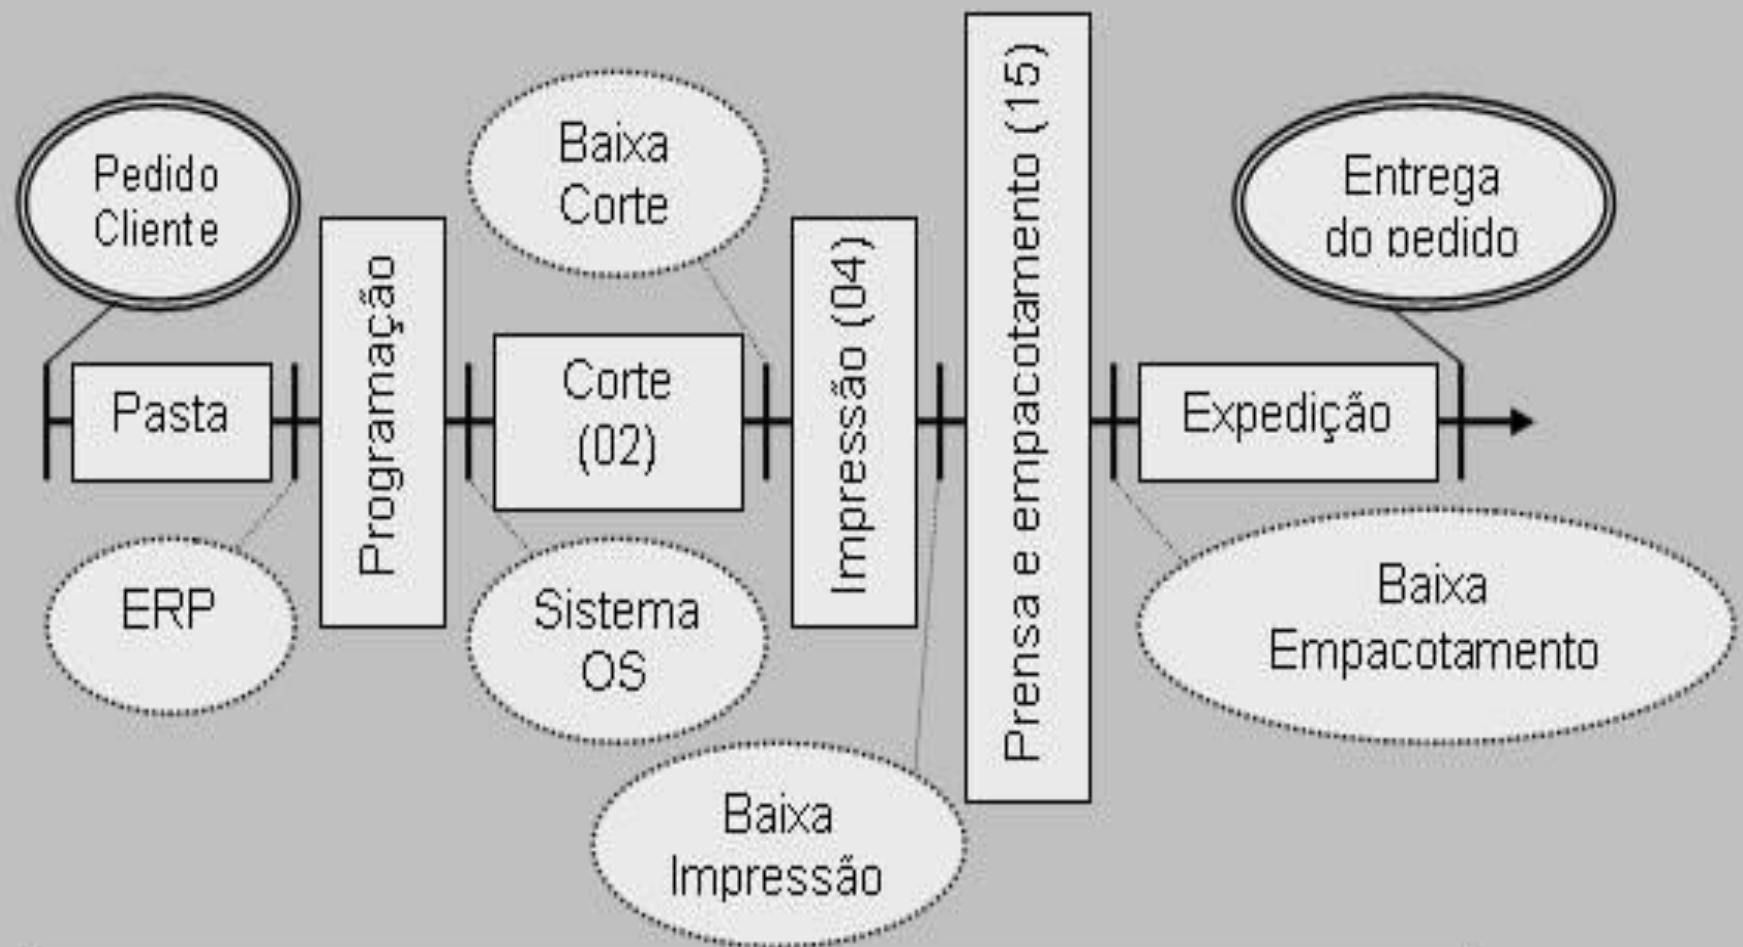 Pedido
Cliente
Pasta
ERP
Programação
Baixa
Corte
Corte
(02)
Sistema
OS
Impressão (04)
Baixa
Impressão
Prensa e empacotamento (15)
Entrega
do pedido
Expedição
Baixa
Empacotamento